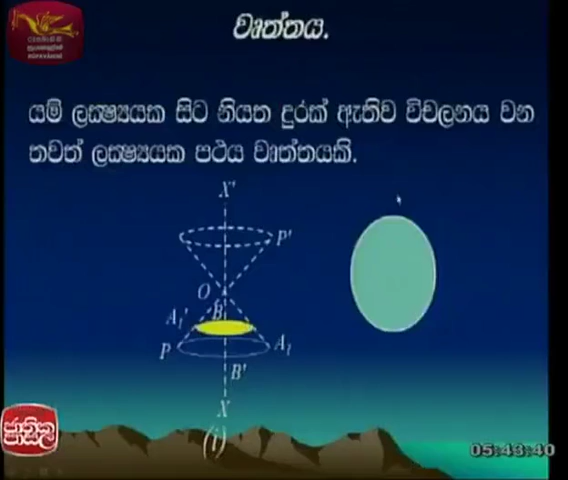 වෘත්තය.
යම් ලක්ෂ්‍යයක සිට නියත දුරක් ඇතිව විචලනය වන
තවත් ලක්ෂ්‍යයක පථය වෘත්තයකි.
X'
P'
O
B
A₁'
P
A₁
B'
X
(i)
ජාතික
පාසල
05:43:40